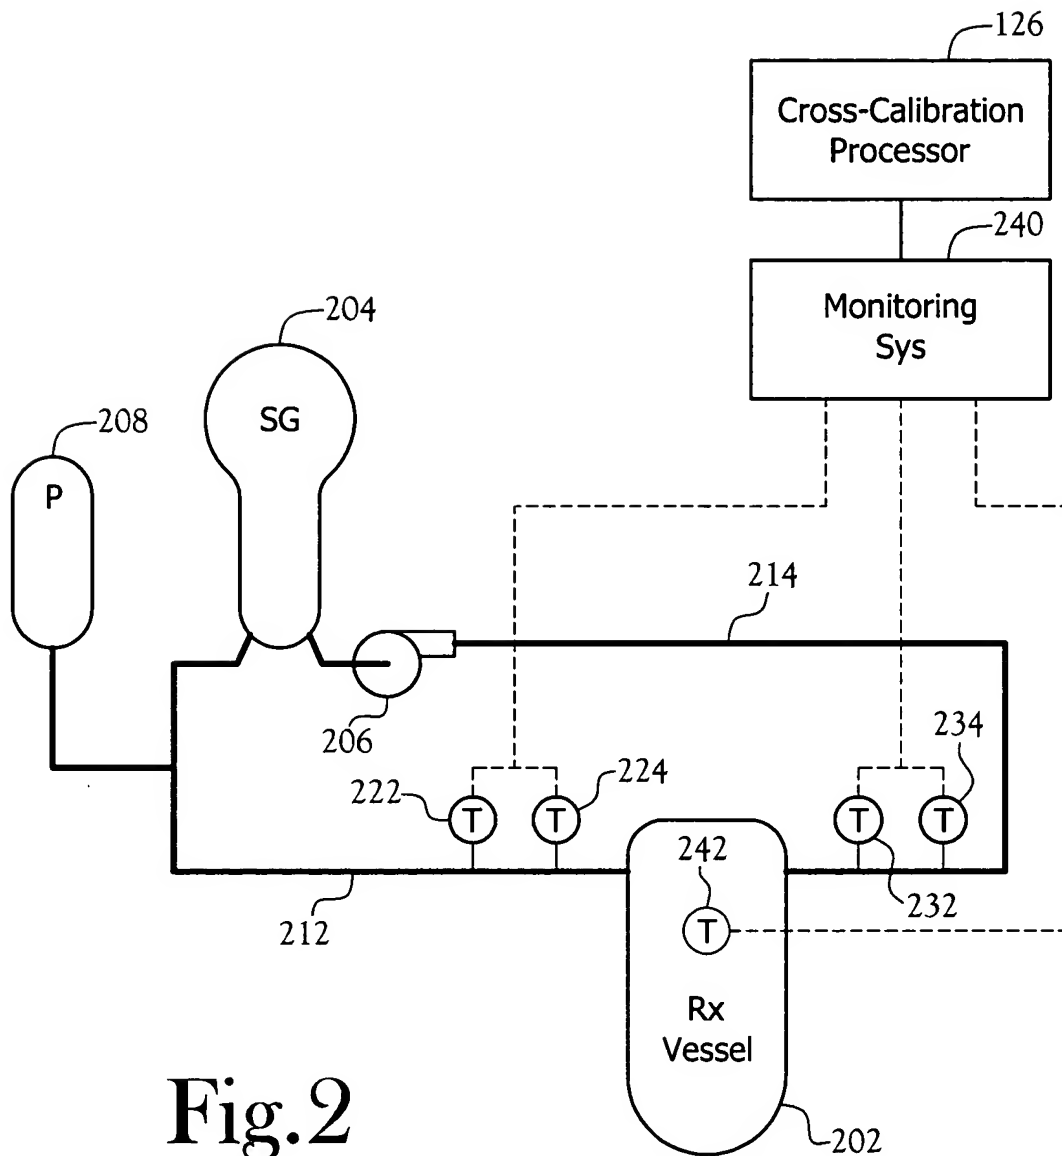 126
Cross-Calibration
Processor
240
Monitoring
Sys
204
SG
208
P
214
206
234
222
224
T
T
T
T
242
232
212
T
Rx
Vessel
Fig.2
202